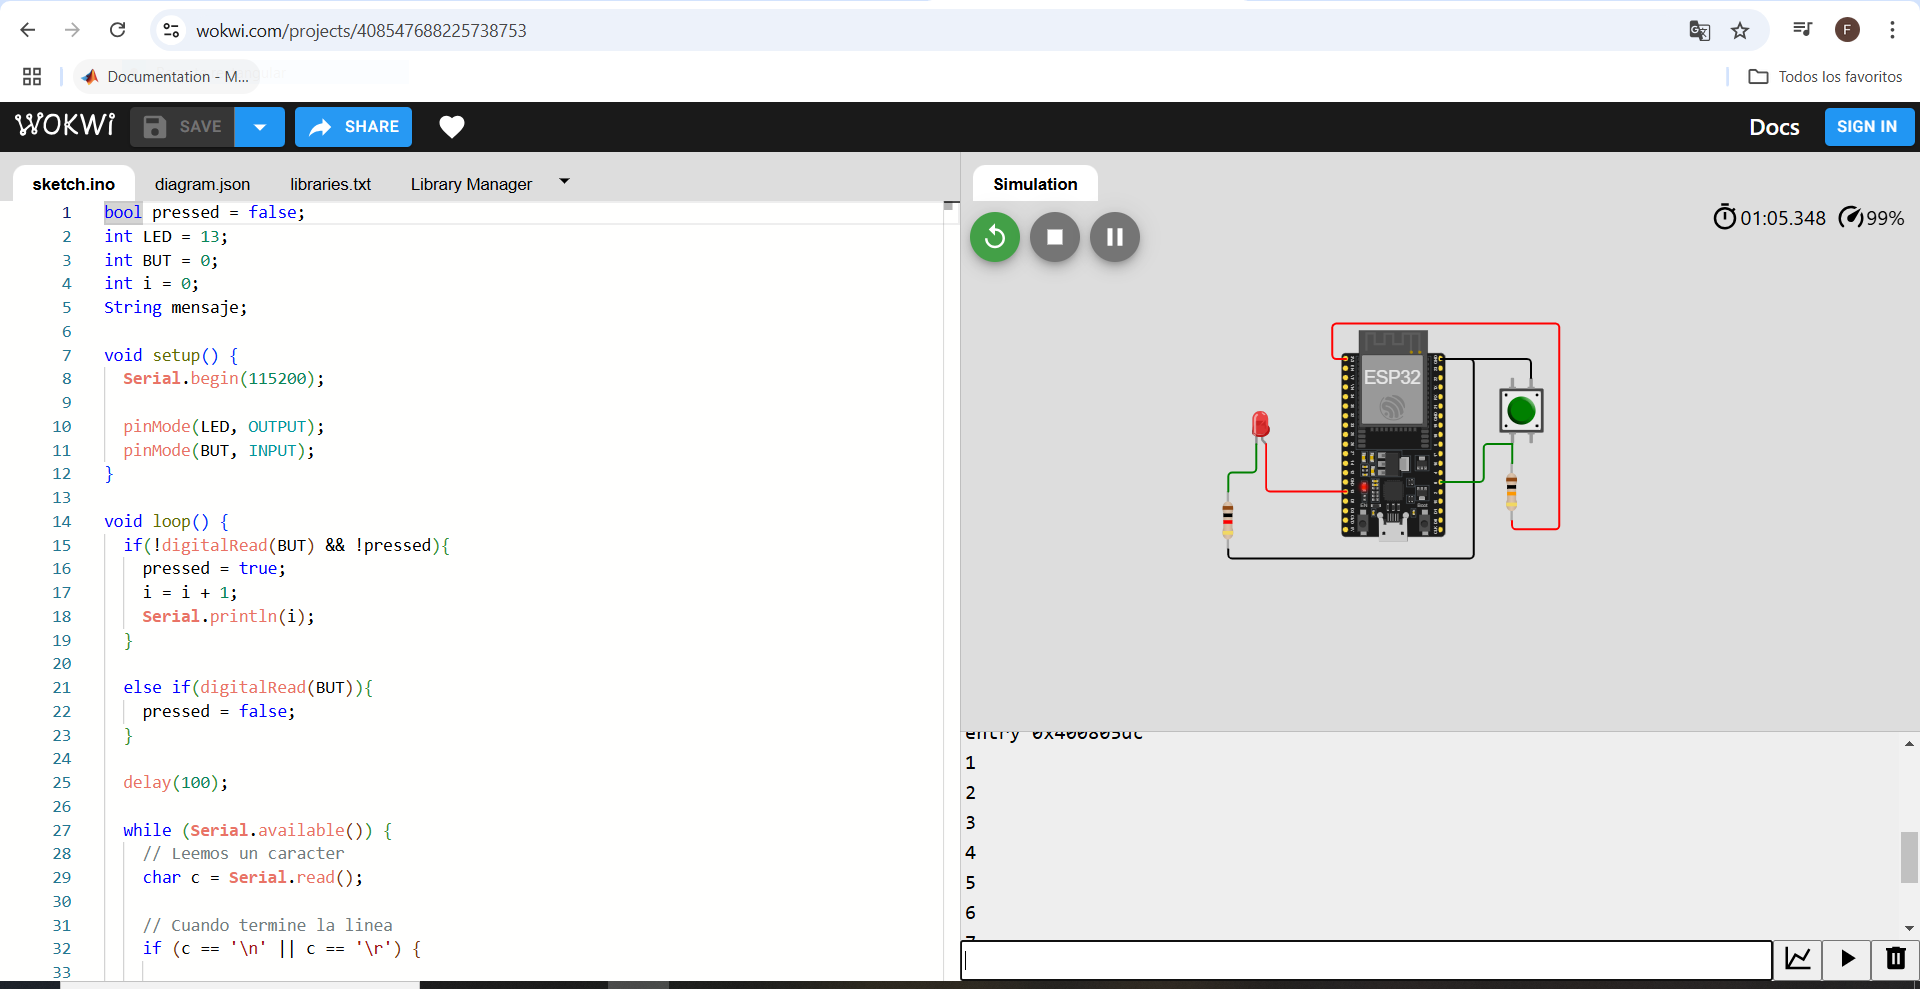 wokwi.com/projects/408547688225738753
F
Documentation - M...
Todos los favoritos
WOKWi
SAVE
SHARE
Docs
SIGN IN
sketch.ino
diagram.json
libraries.txt
Library Manager
Simulation
01:05.348
99%
1 bool pressed = false;
2 int LED = 13;
3 int BUT = 0;
4 int i = 0;
5 String mensaje;
6
7 void setup() {
8 Serial.begin(115200);
9
10 pinMode(LED, OUTPUT);
11 pinMode(BUT, INPUT);
12 }
13
14 void loop() {
15 if(!digitalRead(BUT) && !pressed){
16 pressed = true;
17 i = i + 1;
18 Serial.println(i);
19 }
20
21 else if(digitalRead(BUT)){
22 pressed = false;
23 }
24
25 delay(100);
26
27 while (Serial.available()) {
28 // Leemos un caracter
29 char c = Serial.read();
30
31 // Cuando termine la linea
32 if (c == '\n' || c == '\r') {
33
ESP32
entry 0x400805dc
1
2
3
4
5
6
7